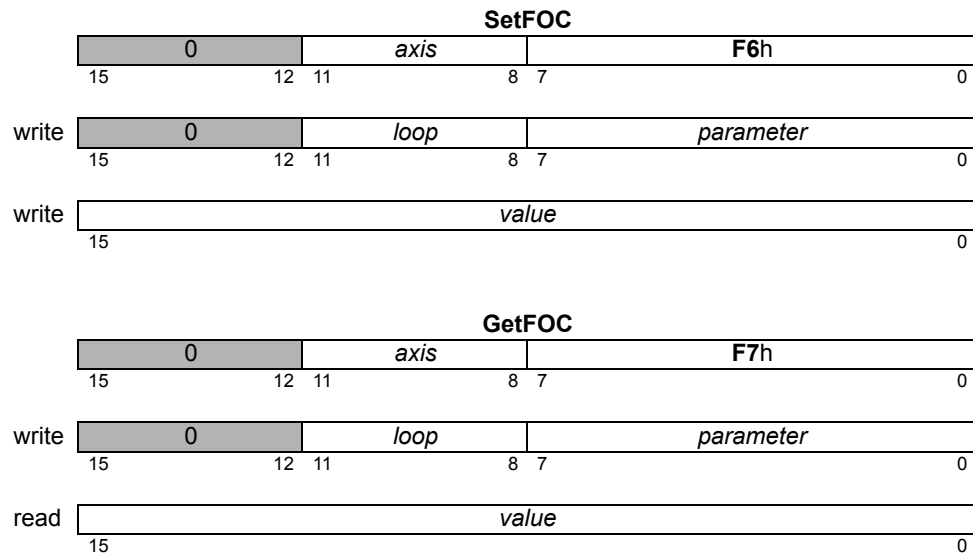 SetFOC
0 axis F6h
15 12 11 8 7 0
write 0 loop parameter
15 12 11 8 7 0
write value
15 0
GetFOC
0 axis F7h
15 12 11 8 7 0
write 0 loop parameter
15 12 11 8 7 0
read value
15 0